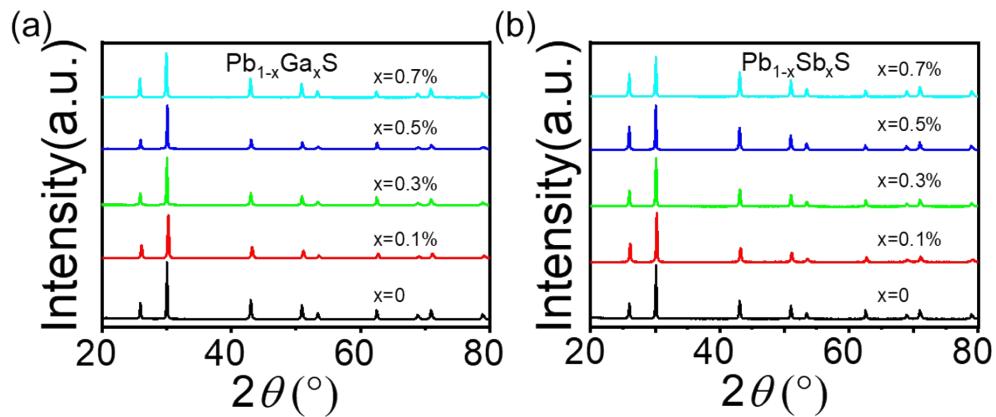 (a)
Intensity(a.u.)
Pb1-xGaxS
x=0.7%
x=0.5%
x=0.3%
x=0.1%
x=0
20 40 60 80
2θ(°)
(b)
Intensity(a.u.)
Pb1-xSbxS
x=0.7%
x=0.5%
x=0.3%
x=0.1%
x=0
20 40 60 80
2θ(°)